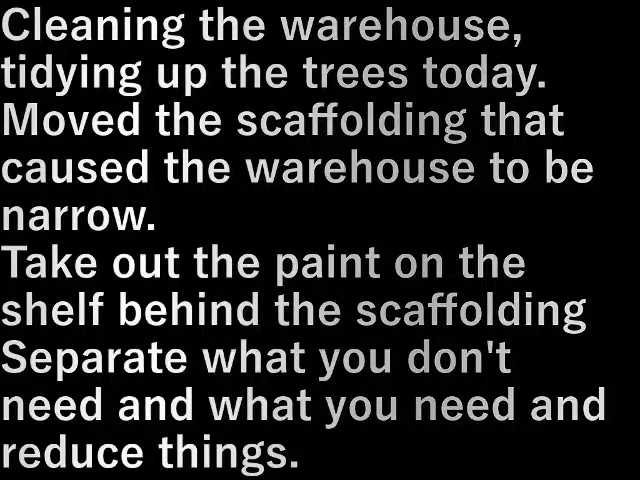 Cleaning the warehouse,
tidying up the trees today.
Moved the scaffolding that
caused the warehouse to be
narrow.
Take out the paint on the
shelf behind the scaffolding
Separate what you don't
need and what you need and
reduce things.